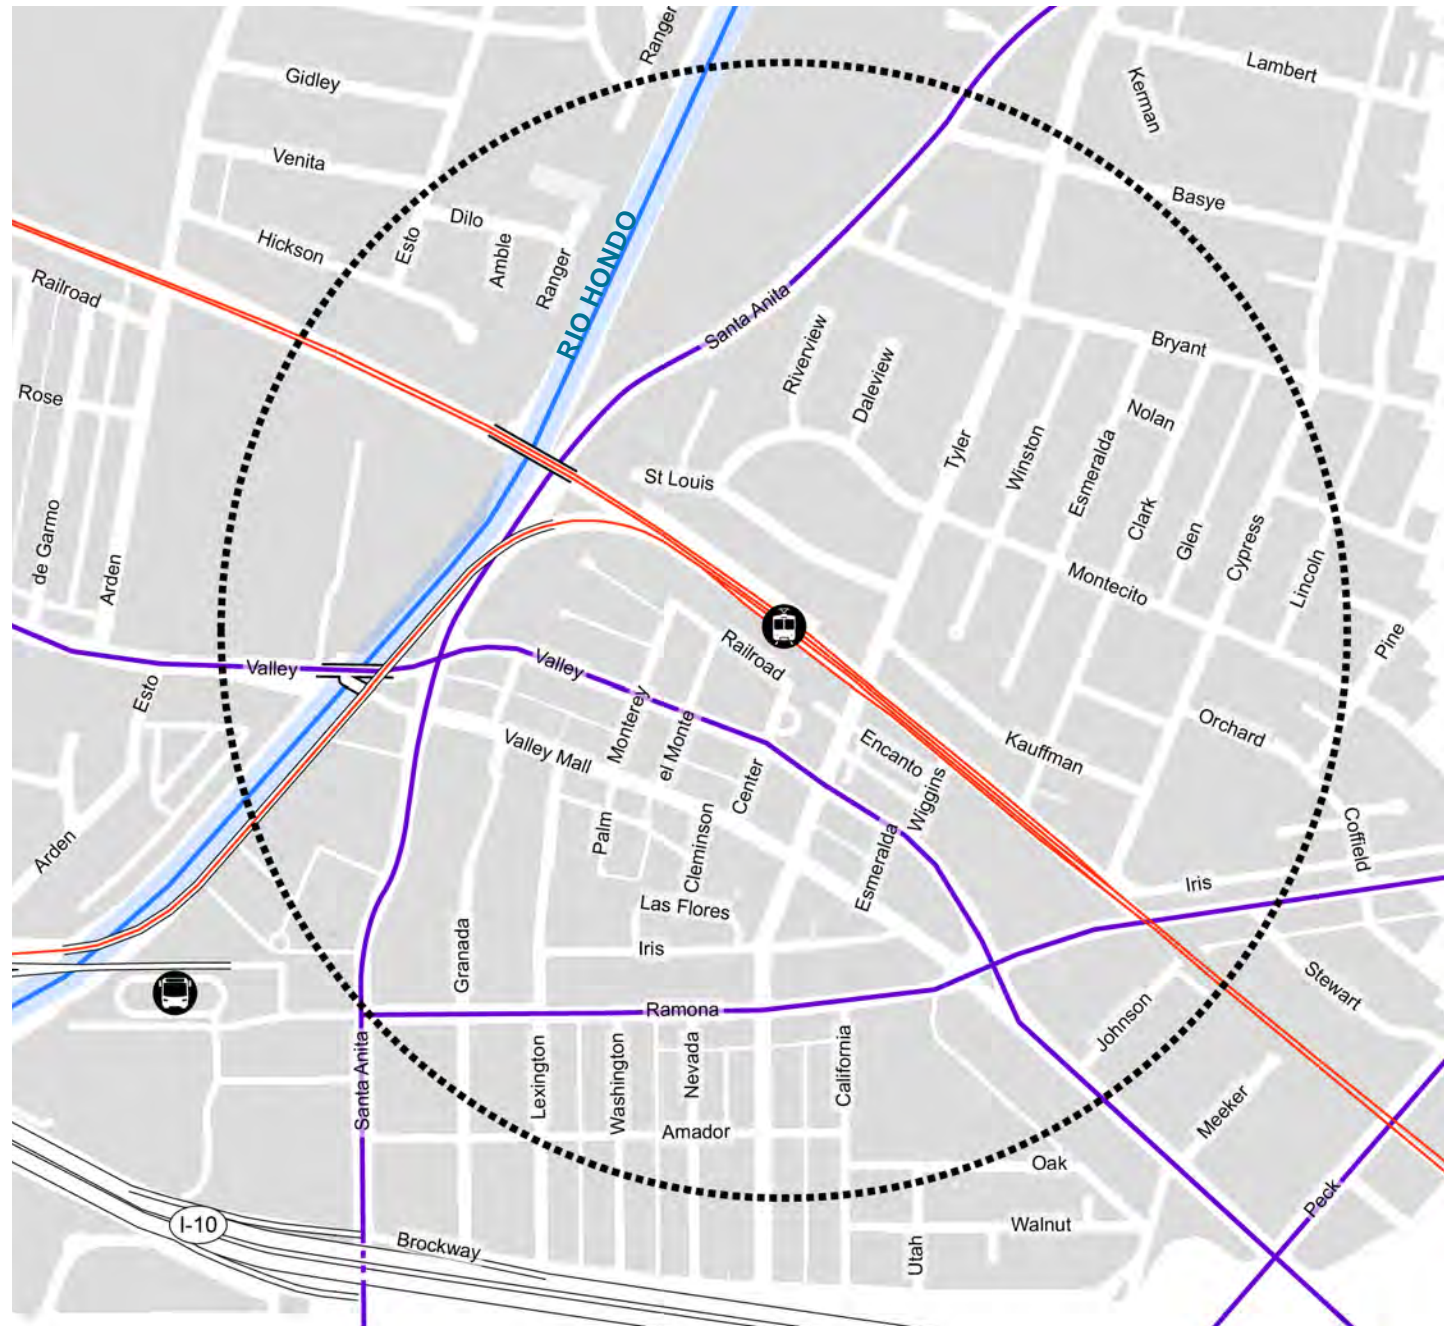 Ranger
Lambert
Gidley
Kerman
Venita
Basye
Dilo
Hickson
Esto
Amble
Ranger
RIO HONDO
Railroad
Santa Anita
Riverview
Bryant
Daleview
Rose
Nolan
Tyler
Winston
Esmeralda
St Louis
Clark
Glen
Cypress
de Garmo
Arden
Montecito
Lincoln
Pine
Railroad
Valley
Valley
Esto
Monterey
el Monte
Valley Mall
Encanto
Kauffman
Orchard
Center
Wiggins
Palm
Cleminson
Arden
Esmeralda
Coffield
Iris
Las Flores
Iris
Granada
Stewart
Ramona
Johnson
Santa Anita
Lexington
Washington
Nevada
California
Amador
Meeker
Oak
Peck
I-10
Walnut
Brockway
Utah